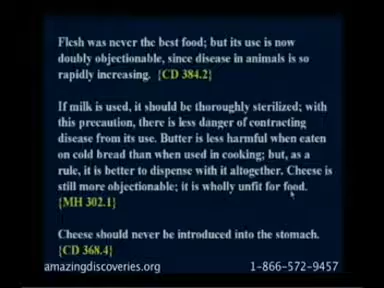 Flesh was never the best food; but its use is now
doubly objectionable, since disease in animals is so
rapidly increasing. {CD 384.2}
If milk is used, it should be thoroughly sterilized; with
this precaution, there is less danger of contracting
disease from its use. Butter is less harmful when eaten
on cold bread than when used in cooking; but, as a
rule, it is better to dispense with it altogether. Cheese is
still more objectionable; it is wholly unfit for food.
{MH 302.1}
Cheese should never be introduced into the stomach.
{CD 368.4}
amazingdiscoveries.org 1-866-572-9457